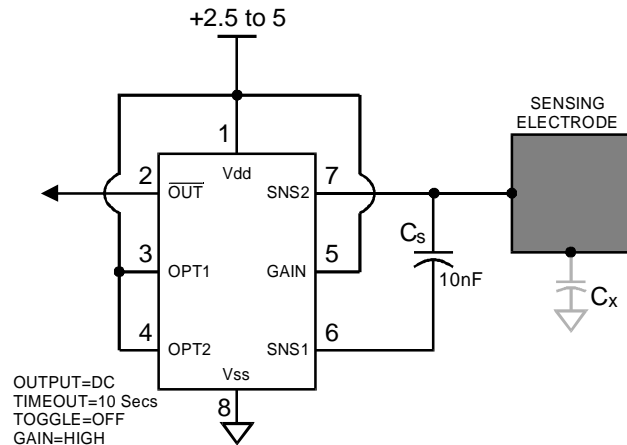 +2.5 to 5
SENSING
ELECTRODE
1
Vdd
2
OUT
SNS2
7
3
OPT1
GAIN
5
Cs
10nF
Cx
4
OPT2
SNS1
6
Vss
8
OUTPUT=DC
TIMEOUT=10 Secs
TOGGLE=OFF
GAIN=HIGH